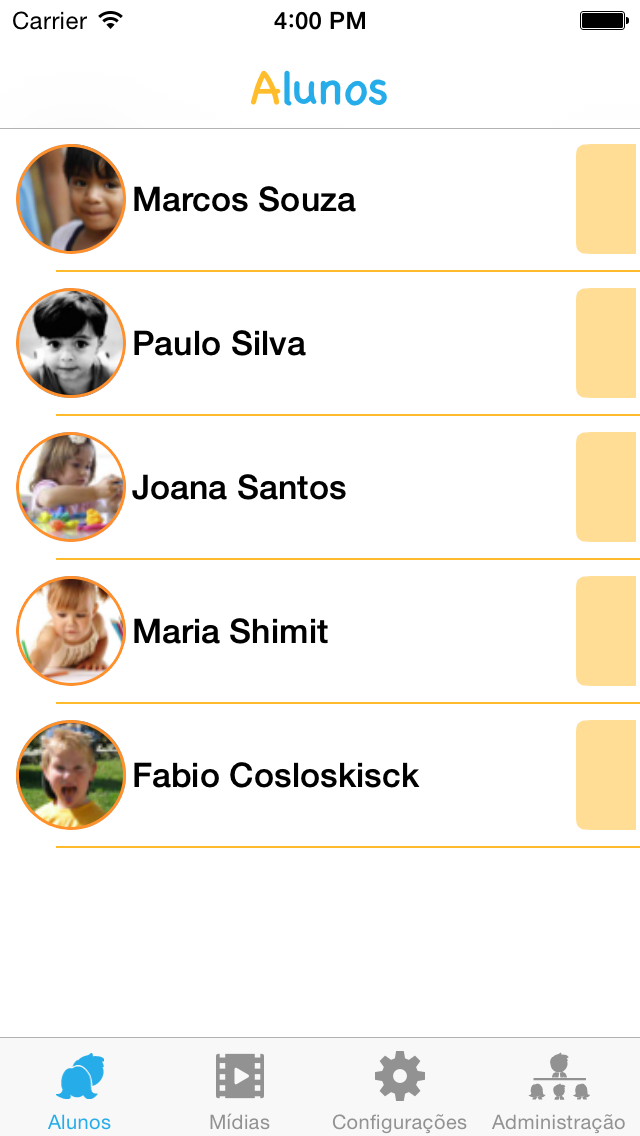 Carrier 4:00 PM
Alunos
Marcos Souza
Paulo Silva
Joana Santos
Maria Shimit
Fabio Cosloskisck
Alunos Mídias Configurações Administração